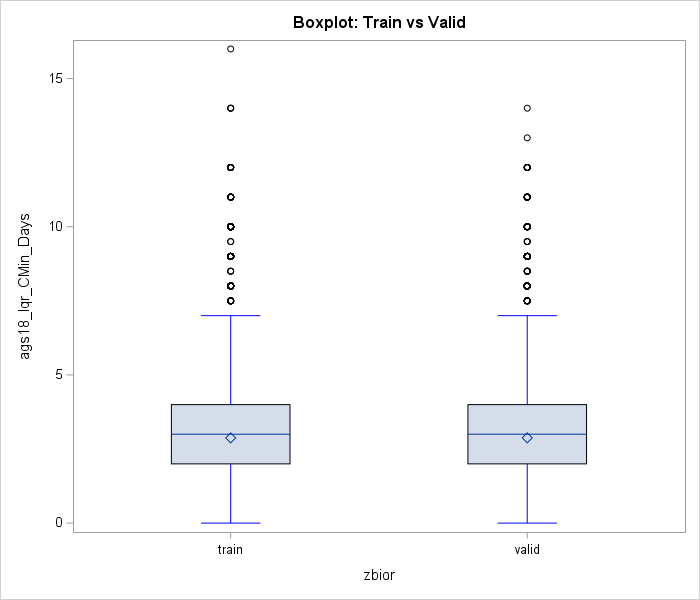 Boxplot: Train vs Valid
15
10
5
0
ags18_Iqr_CMin_Days
train
valid
zbior